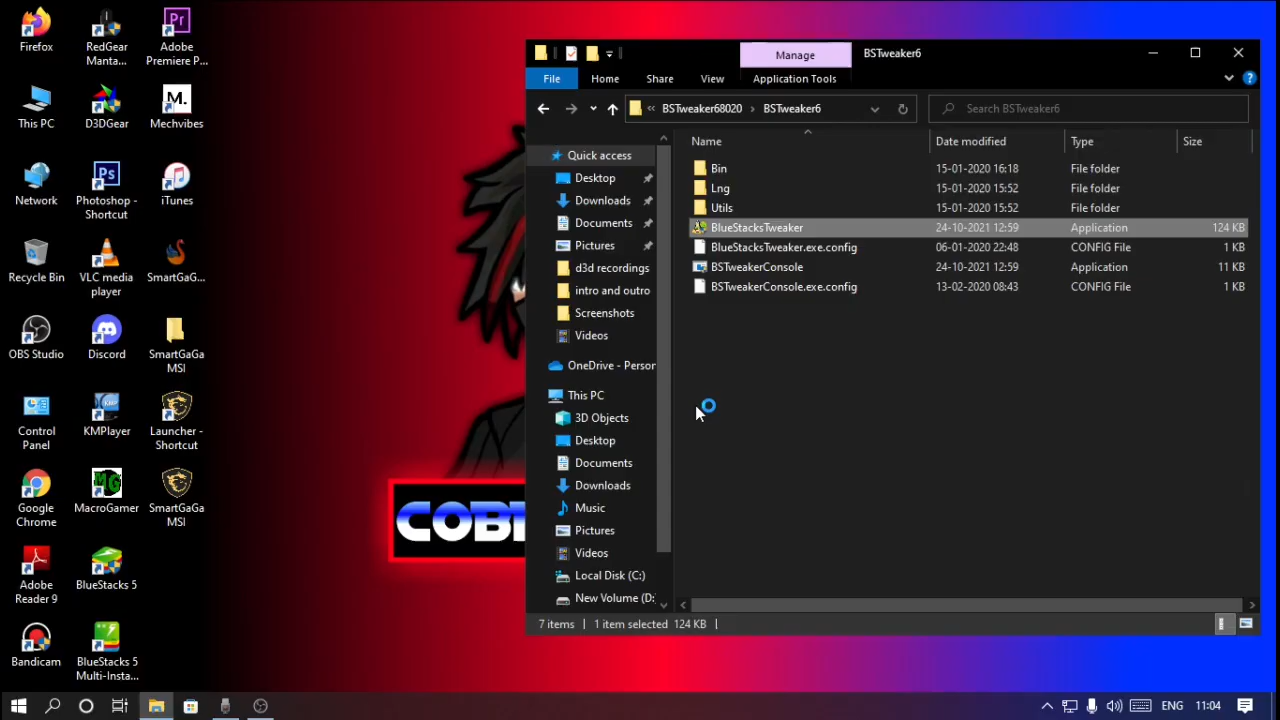 Firefox
RedGear
Manta...
Adobe
Premiere P...
This PC
D3DGear
Mechvibes
Network
Photoshop -
Shortcut
iTunes
Recycle Bin
VLC media
player
SmartGaG...
OBS Studio
Discord
SmartGaGa
MSI
Control
Panel
KMPlayer
Launcher -
Shortcut
Google
Chrome
MacroGamer
SmartGaGa
MSI
Adobe
Reader 9
BlueStacks 5
Bandicam
BlueStacks 5
Multi-Insta...
Manage
BSTweaker6
File
Home
Share
View
Application Tools
BSTweaker68020
BSTweaker6
Search BSTweaker6
Name
Date modified
Type
Size
Quick access
Desktop
Downloads
Documents
Pictures
d3d recordings
intro and outro
Screenshots
Videos
OneDrive - Person
This PC
3D Objects
Desktop
Documents
Downloads
Music
Pictures
Videos
Local Disk (C:)
New Volume (D:
Bin 15-01-2020 16:18 File folder
Lng 15-01-2020 15:52 File folder
Utils 15-01-2020 15:52 File folder
BlueStacksTweaker 24-10-2021 12:59 Application 124 KB
BlueStacksTweaker.exe.config 06-01-2020 22:48 CONFIG File 1 KB
BSTweakerConsole 24-10-2021 12:59 Application 11 KB
BSTweakerConsole.exe.config 13-02-2020 08:43 CONFIG File 1 KB
7 items
1 item selected 124 KB
ENG
11:04